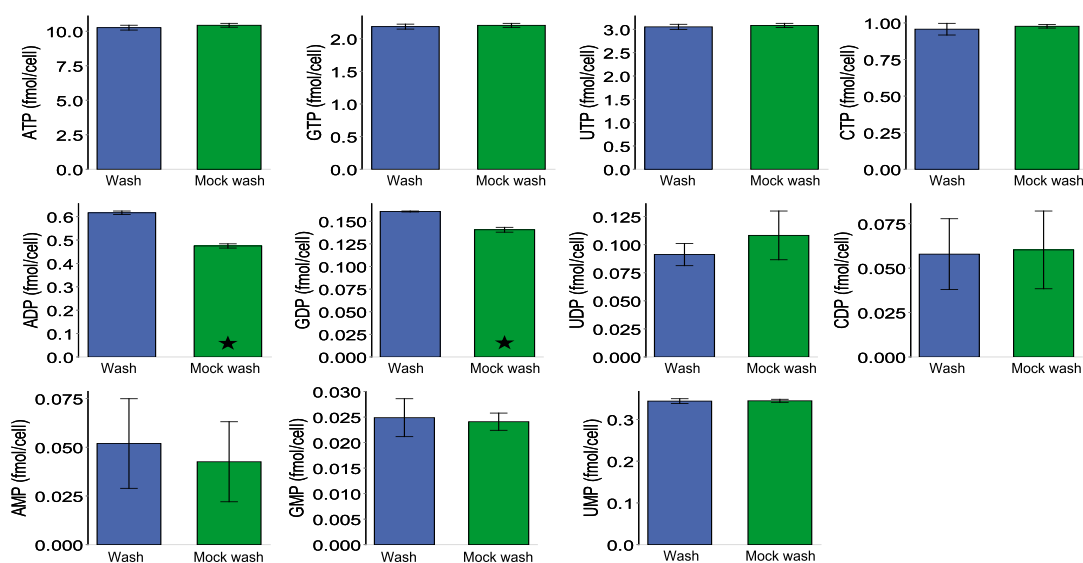 ATP (fmol/cell)
10.0
7.5
5.0
2.5
0.0
Wash
Mock wash
GTP (fmol/cell)
2.0
1.5
1.0
0.5
0.0
Wash
Mock wash
UTP (fmol/cell)
3.0
2.5
2.0
1.5
1.0
0.5
0.0
Wash
Mock wash
CTP (fmol/cell)
1.00
0.75
0.50
0.25
0.00
Wash
Mock wash
ADP (fmol/cell)
0.6
0.5
0.4
0.3
0.2
0.1
0.0
Wash
Mock wash
GDP (fmol/cell)
0.150
0.125
0.100
0.075
0.050
0.025
0.000
Wash
Mock wash
UDP (fmol/cell)
0.125
0.100
0.075
0.050
0.025
0.000
Wash
Mock wash
CDP (fmol/cell)
0.075
0.050
0.025
0.000
Wash
Mock wash
AMP (fmol/cell)
0.075
0.050
0.025
0.000
Wash
Mock wash
GMP (fmol/cell)
0.030
0.025
0.020
0.015
0.010
0.005
0.000
Wash
Mock wash
UMP (fmol/cell)
0.3
0.2
0.1
0.0
Wash
Mock wash